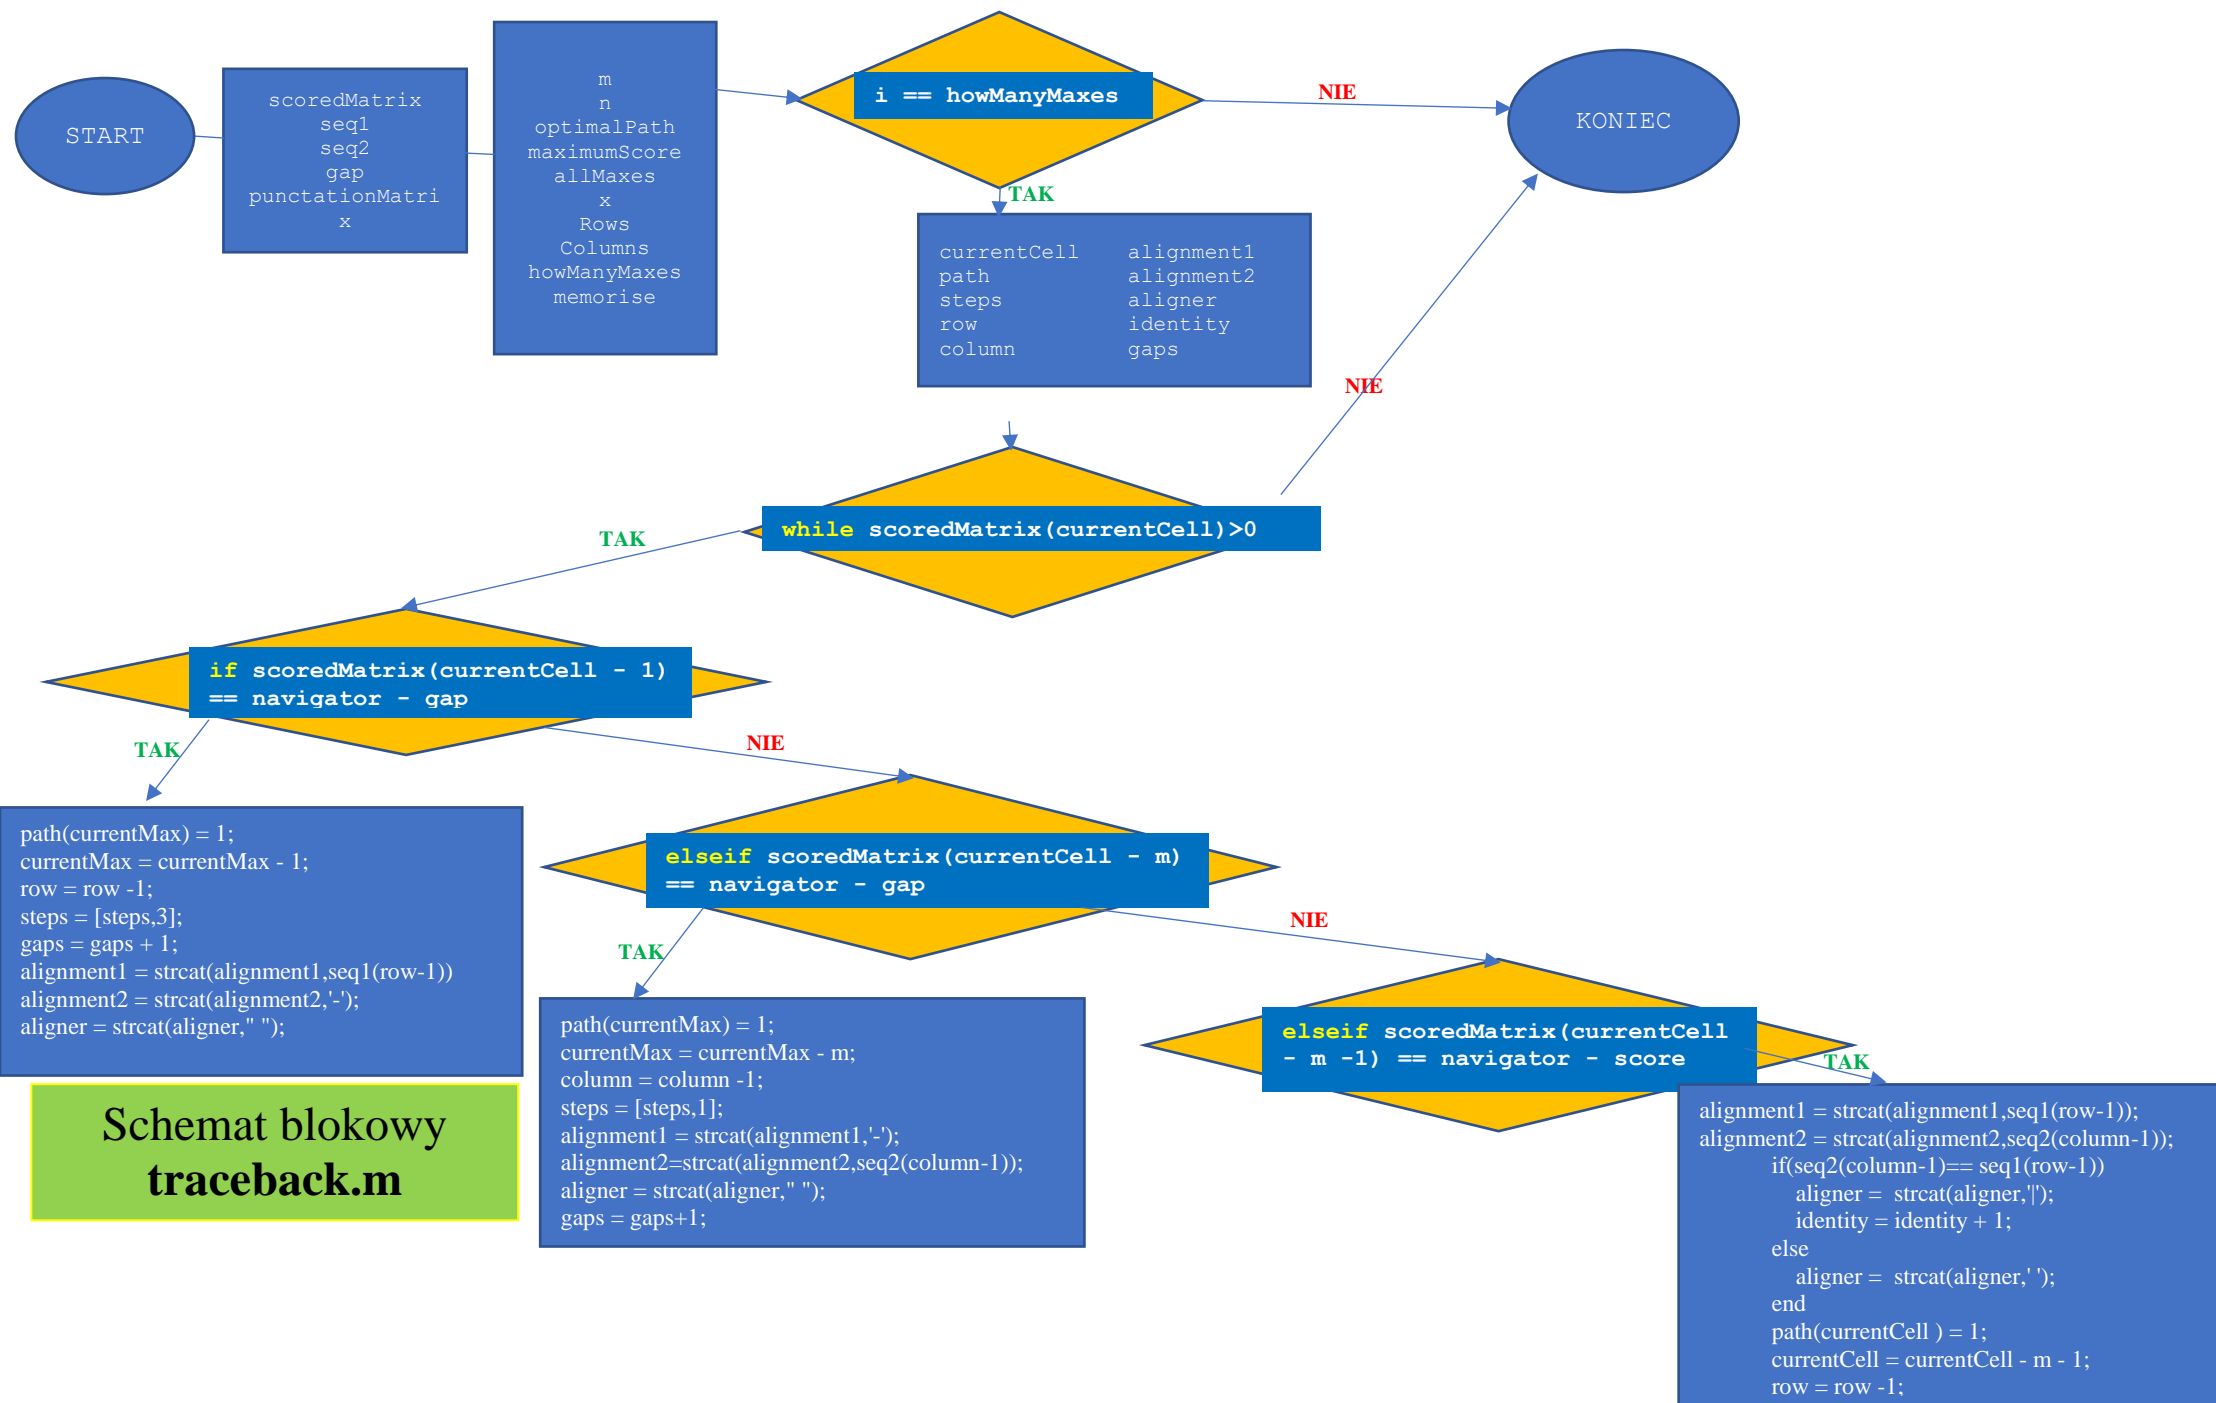 START
scoredMatrix
seq1
seq2
gap
punctationMatri
x
m
n
optimalPath
maximumScore
allMaxes
x
Rows
Columns
howManyMaxes
memorise
i == howManyMaxes
NIE
KONIEC
TAK
currentCell alignment1
path alignment2
steps aligner
row identity
column gaps
NIE
while scoredMatrix(currentCell)>0
TAK
if scoredMatrix(currentCell - 1)
== navigator - gap
TAK
NIE
path(currentMax) = 1;
currentMax = currentMax - 1;
row = row -1;
steps = [steps,3];
gaps = gaps + 1;
alignment1 = strcat(alignment1,seq1(row-1))
alignment2 = strcat(alignment2,'-');
aligner = strcat(aligner," ");
elseif scoredMatrix(currentCell - m)
== navigator - gap
TAK
NIE
path(currentMax) = 1;
currentMax = currentMax - m;
column = column -1;
steps = [steps,1];
alignment1 = strcat(alignment1,'-');
alignment2=strcat(alignment2,seq2(column-1));
aligner = strcat(aligner," ");
gaps = gaps+1;
elseif scoredMatrix(currentCell
- m -1) == navigator - score
TAK
alignment1 = strcat(alignment1,seq1(row-1));
alignment2 = strcat(alignment2,seq2(column-1));
if(seq2(column-1)== seq1(row-1))
aligner =  strcat(aligner,'|');
identity = identity + 1;
else
aligner =  strcat(aligner,' ');
end
path(currentCell ) = 1;
currentCell = currentCell - m - 1;
row = row -1;
Schemat blokowy
traceback.m